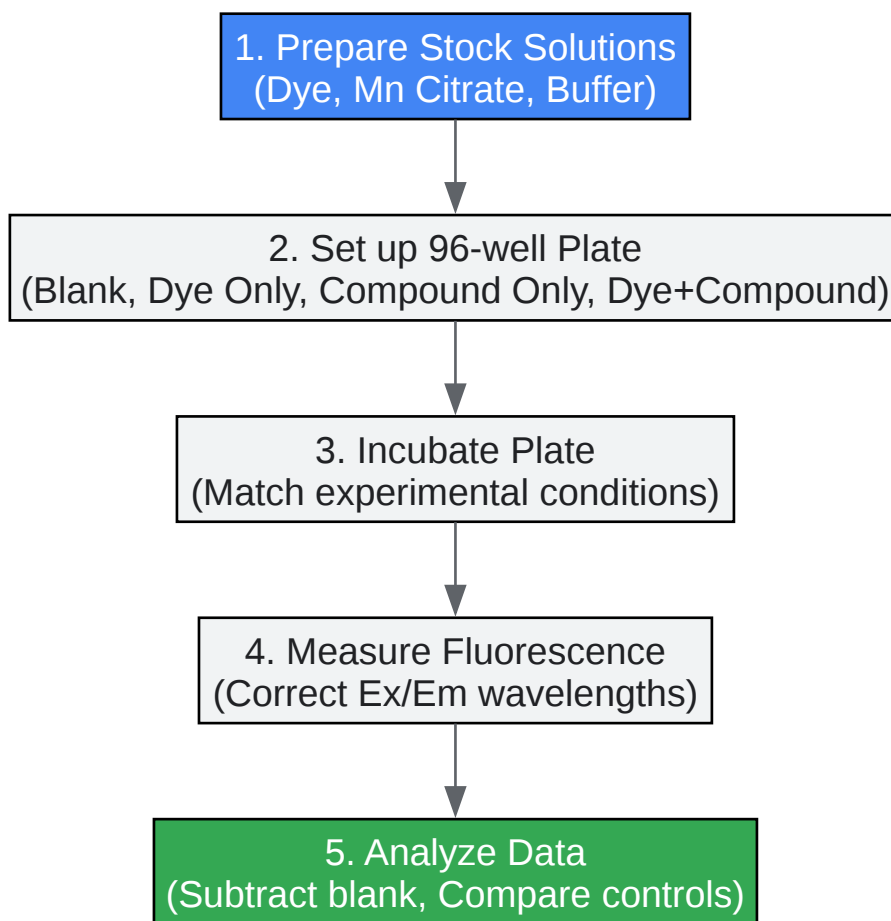 1. Prepare Stock Solutions
(Dye, Mn Citrate, Buffer)
2. Set up 96-well Plate
(Blank, Dye Only, Compound Only, Dye+Compound)
3. Incubate Plate
(Match experimental conditions)
4. Measure Fluorescence
(Correct Ex/Em wavelengths)
5. Analyze Data
(Subtract blank, Compare controls)